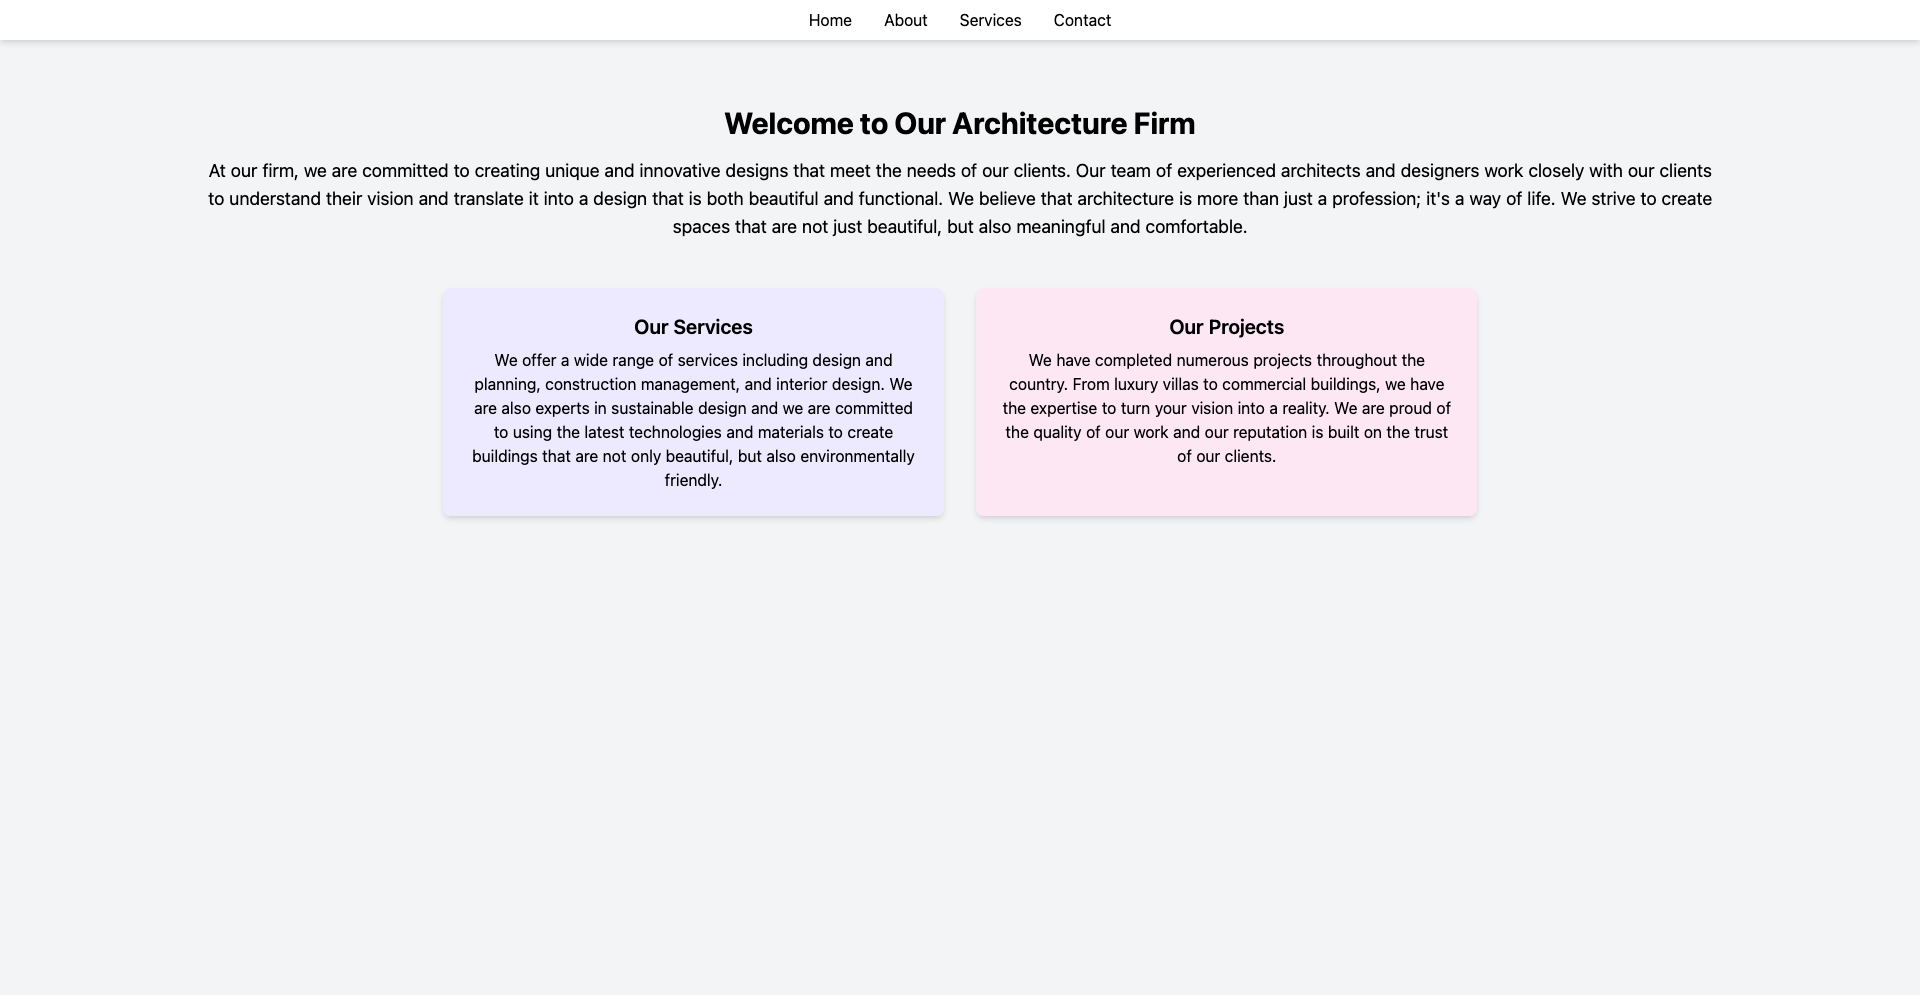 Home About Services Contact
Welcome to Our Architecture Firm
At our firm, we are committed to creating unique and innovative designs that meet the needs of our clients. Our team of experienced architects and designers work closely with our clients
to understand their vision and translate it into a design that is both beautiful and functional. We believe that architecture is more than just a profession; it's a way of life. We strive to create
spaces that are not just beautiful, but also meaningful and comfortable.
Our Services
We offer a wide range of services including design and
planning, construction management, and interior design. We
are also experts in sustainable design and we are committed
to using the latest technologies and materials to create
buildings that are not only beautiful, but also environmentally
friendly.
Our Projects
We have completed numerous projects throughout the
country. From luxury villas to commercial buildings, we have
the expertise to turn your vision into a reality. We are proud of
the quality of our work and our reputation is built on the trust
of our clients.